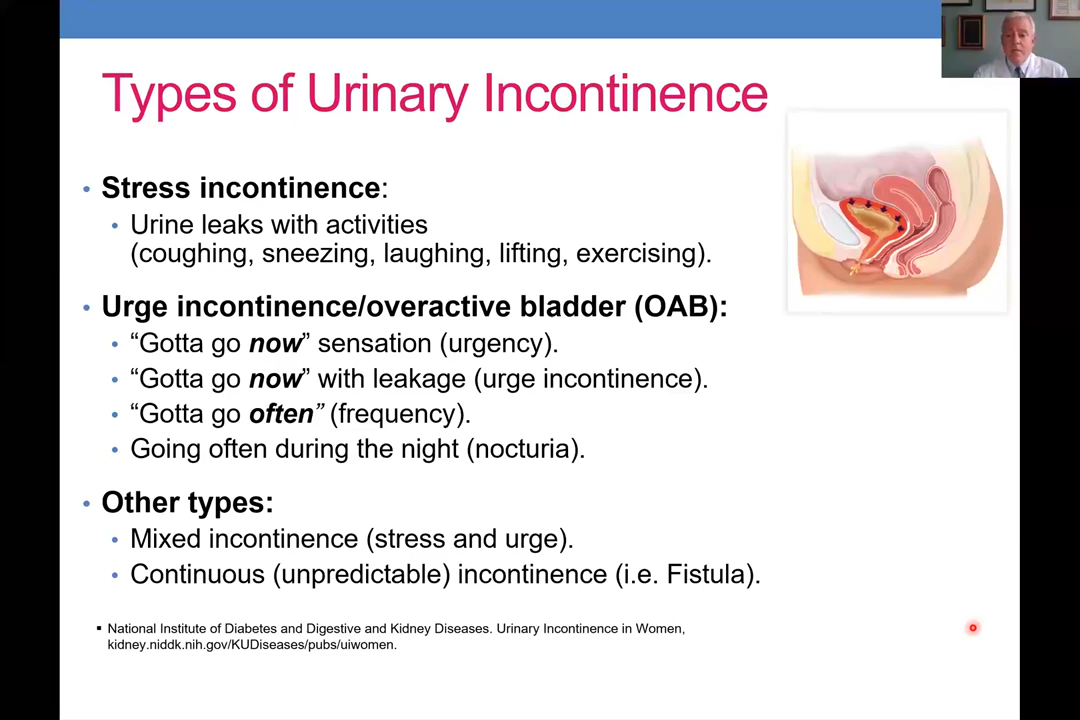 Types of Urinary Incontinence
• Stress incontinence:
• Urine leaks with activities
(coughing, sneezing, laughing, lifting, exercising).
• Urge incontinence/overactive bladder (OAB):
• “Gotta go now” sensation (urgency).
• “Gotta go now” with leakage (urge incontinence).
• “Gotta go often” (frequency).
• Going often during the night (nocturia).
• Other types:
• Mixed incontinence (stress and urge).
• Continuous (unpredictable) incontinence (i.e. Fistula).
▪ National Institute of Diabetes and Digestive and Kidney Diseases. Urinary Incontinence in Women,
kidney.niddk.nih.gov/KUDiseases/pubs/uiwomen.